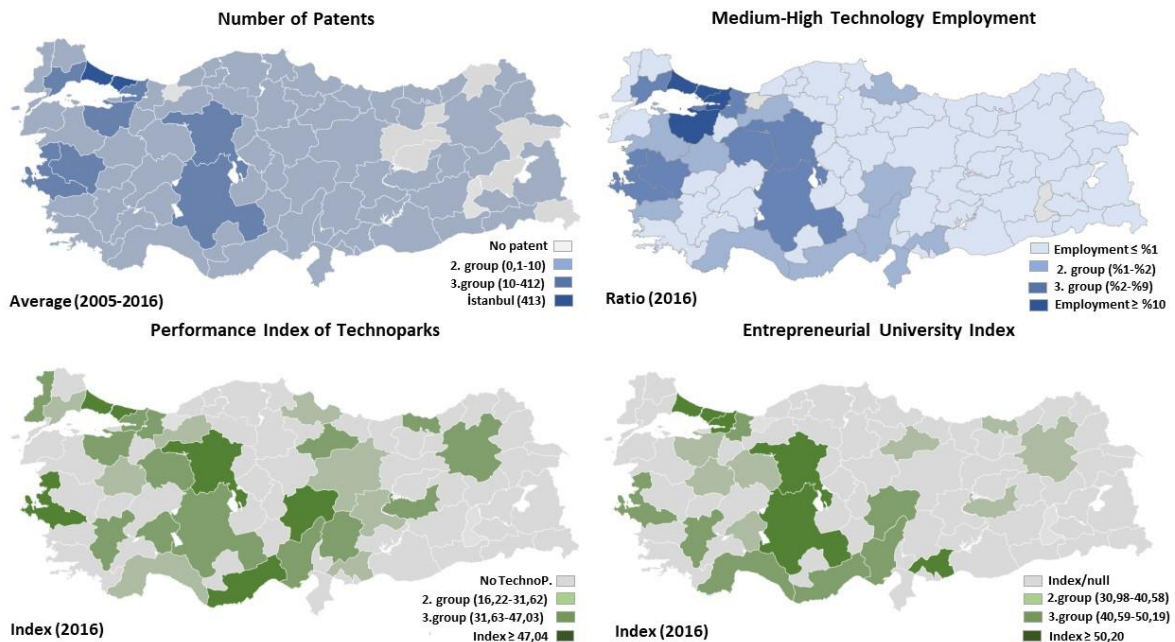 Number of Patents
No patent
2. group (0,1-10)
3.group (10-412)
İstanbul (413)
Average (2005-2016)
Medium-High Technology Employment
Employment ≤ %1
2. group (%1-%2)
3. group (%2-%9)
Employment ≥ %10
Ratio (2016)
Performance Index of Technoparks
No TechnoP.
2. group (16,22-31,62)
3.group (31,63-47,03)
Index ≥ 47,04
Index (2016)
Entrepreneurial University Index
Index/null
2.group (30,98-40,58)
3.group (40,59-50,19)
Index ≥ 50,20
Index (2016)